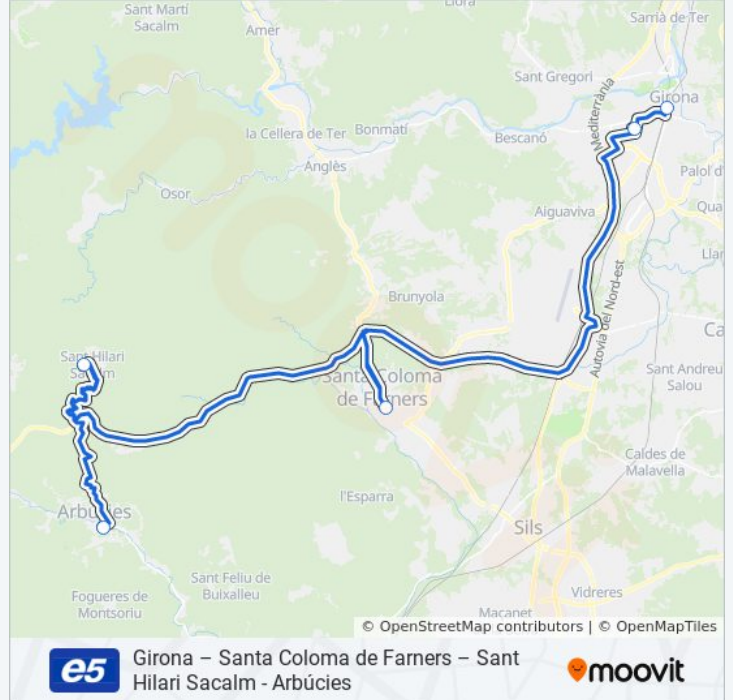 Sant Martí
Sacalm
Amer
Llora
Sarrià de Ter
Sant Gregori
Girona
Mediterrània
la Cellera de Ter
Bonmatí
Bescanó
Anglès
Palol d'
Osor
Aiguaviva
Qua
Llar
Autovia del Nord-est
Brunyola
Ca
Sant Hilari
Sacalm
Santa Coloma
de Farners
Sant Andreu
Salou
Caldes de
Malavella
l'Esparra
Arbúcies
Sils
Sant Feliu de
Buixalleu
Fogueres de
Montsoriu
Vidreres
Maçanet
© OpenStreetMap contributors | © OpenMapTiles
e5
Girona – Santa Coloma de Farners – Sant
Hilari Sacalm - Arbúcies
moovit